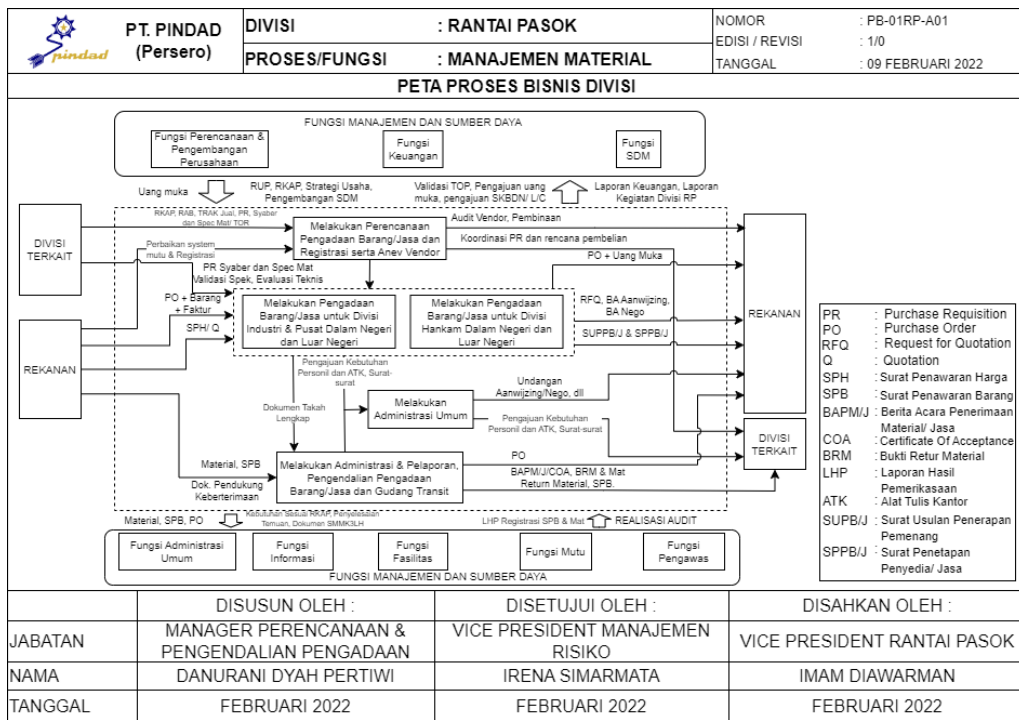 pindad
PT. PINDAD
(Persero)
DIVISI : RANTAI PASOK
PROSES/FUNGSI : MANAJEMEN MATERIAL
NOMOR : PB-01RP-A01
EDISI / REVISI : 1/0
TANGGAL : 09 FEBRUARI 2022
PETA PROSES BISNIS DIVISI
FUNGSI MANAJEMEN DAN SUMBER DAYA
Fungsi Perencanaan &
Pengembangan
Perusahaan
Fungsi
Keuangan
Fungsi
SDM
Uang muka
RUP, RKAP, Strategi Usaha,
Pengembangan SDM
Validasi TOP, Pengajuan uang
muka, pengajuan SKBDN/ L/C
Laporan Keuangan, Laporan
Kegiatan Divisi RP
DIVISI
TERKAIT
RKAP, RAB, TRAK Jual, PR, Syaber
dan Spec Mat/ TOR
Perbaikan system
mutu & Registrasi
Melakukan Perencanaan
Pengadaan Barang/Jasa dan
Registrasi serta Anev Vendor
Audit Vendor, Pembinaan
Koordinasi PR dan rencana pembelian
PO + Uang Muka
PR Syaber dan Spec Mat
Validasi Spek, Evaluasi Teknis
PO + Barang
+ Faktur
SPH/ Q
Melakukan Pengadaan
Barang/Jasa untuk Divisi
Industri & Pusat Dalam Negeri
dan Luar Negeri
Melakukan Pengadaan
Barang/Jasa untuk Divisi
Hankam Dalam Negeri dan
Luar Negeri
RFQ, BA Aanwijzing,
BA Nego
SUPPB/J & SPPB/J
REKANAN
REKANAN
Pengajuan Kebutuhan
Personil dan ATK, Surat-
surat
Dokumen Takah
Lengkap
Melakukan
Administrasi Umum
Undangan
Aanwijzing/Nego, dll
Pengajuan Kebutuhan
Personil dan ATK, Surat-surat
DIVISI
TERKAIT
Material, SPB
Dok. Pendukung
Keberterimaan
Melakukan Administrasi & Pelaporan,
Pengendalian Pengadaan
Barang/Jasa dan Gudang Transit
PO
BAPM/J/COA, BRM & Mat
Return Material, SPB.
Material, SPB, PO
Kebutuhan Sesuai RKAP, Penyelesaian
Temuan, Dokumen SMMK3LH
LHP Registrasi SPB & Mat
REALISASI AUDIT
Fungsi Administrasi
Umum
Fungsi
Informasi
Fungsi
Fasilitas
Fungsi Mutu
Fungsi
Pengawas
FUNGSI MANAJEMEN DAN SUMBER DAYA
PR : Purchase Requisition
PO : Purchase Order
RFQ : Request for Quotation
Q : Quotation
SPH : Surat Penawaran Harga
SPB : Surat Penawaran Barang
BAPM/J : Berita Acara Penerimaan
Material/ Jasa
COA : Certificate Of Acceptance
BRM : Bukti Retur Material
LHP : Laporan Hasil
Pemerikasaan
ATK : Alat Tulis Kantor
SUPB/J : Surat Usulan Penerapan
Pemenang
SPPB/J : Surat Penetapan
Penyedia/ Jasa
DISUSUN OLEH : DISETUJUI OLEH : DISAHKAN OLEH :
JABATAN
MANAGER PERENCANAAN &
PENGENDALIAN PENGADAAN
VICE PRESIDENT MANAJEMEN
RISIKO
VICE PRESIDENT RANTAI PASOK
NAMA DANURANI DYAH PERTIWI IRENA SIMARMATA IMAM DIAWARMAN
TANGGAL FEBRUARI 2022 FEBRUARI 2022 FEBRUARI 2022